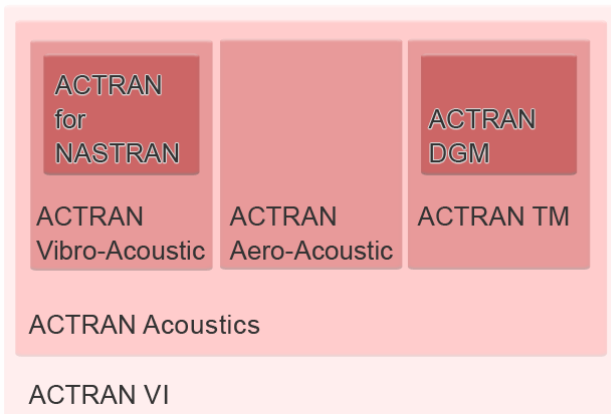 ACTRAN
for
NASTRAN
ACTRAN
DGM
ACTRAN
Vibro-Acoustic
ACTRAN
Aero-Acoustic
ACTRAN TM
ACTRAN Acoustics
ACTRAN VI